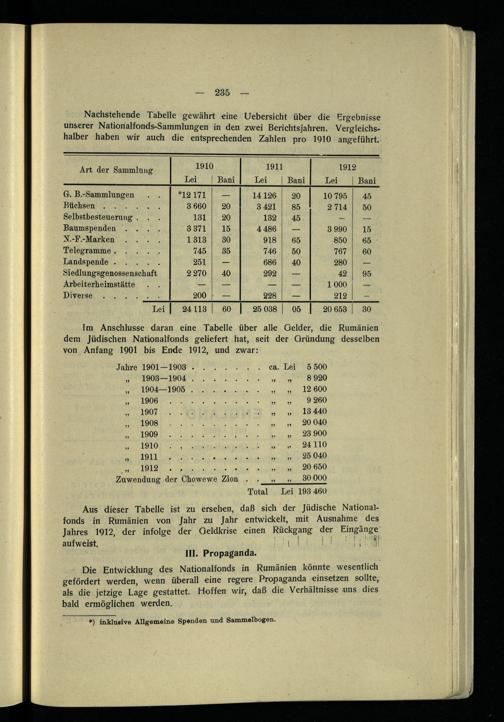 — 235 —
Nachstehende Tabelle gewährt eine Uebersicht über die Ergebnisse
unserer Nationalfonds-Sammlungen in den zwei Berichtsjahren. Vergleichs-
halber haben wir auch die entsprechenden Zahlen pro 1910 angeführt.
Art der Sammlung 1910 1911 1912
Lei Bani Lei Bani Lei Bani
G. B.-Sammlungen . . *12 171 — 14 126 20 10 795 45
Büchsen . . . . . . 3 660 20 3 421 85 2 714 50
Selbstbesteuerung . . . 131 20 132 45 — —
Baumspenden . . . . 3 371 15 4 486 — 3 990 15
N.-F.-Marken . . . . 1 313 30 918 65 850 65
Telegramme . . . . . 745 35 746 50 767 60
Landspende . . . . . 251 — 686 40 280 —
Siedlungsgenossenschaft 2 270 40 292 — 42 95
Arbeiterheimstätte . . — — — — 1 000 —
Diverse . . . . . . 200 — 228 — 212 —
Lei 24 113 60 25 038 05 20 653 30
Im Anschlusse daran eine Tabelle über alle Gelder, die Rumänien
dem Jüdischen Nationalfonds geliefert hat, seit der Gründung desselben
von Anfang 1901 bis Ende 1912, und zwar:
Jahre 1901—1903 . . . . . . . ca. Lei 5 500
„ 1903—1904 . . . . . . . „ „ 8 920
„ 1904—1905 . . . . . . . „ „ 12 600
„ 1906 . . . . . . . . . „ „ 9 260
„ 1907 . . . . . . . . . „ „ 13 440
„ 1908 . . . . . . . . . „ „ 20 040
„ 1909 . . . . . . . . . „ „ 23 900
„ 1910 . . . . . . . . . „ „ 24 110
„ 1911 . . . . . . . . . „ „ 25 040
„ 1912 . . . . . . . . . „ „ 20 650
Zuwendung der Chowewe Zion . . „ „ 30 000
Total Lei 193 460
Aus dieser Tabelle ist zu ersehen, daß sich der Jüdische National-
fonds in Rumänien von Jahr zu Jahr entwickelt, mit Ausnahme des
Jahres 1912, der infolge der Geldkrise einen Rückgang der Eingänge
aufweist.
III. Propaganda.
Die Entwicklung des Nationalfonds in Rumänien könnte wesentlich
gefördert werden, wenn überall eine regere Propaganda einsetzen sollte,
als die jetzige Lage gestattet. Hoffen wir, daß die Verhältnisse uns dies
bald ermöglichen werden.
*) inklusive Allgemeine Spenden und Sammelbogen.